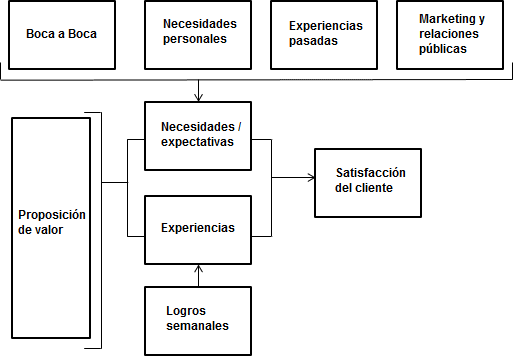 Boca a Boca
Necesidades
personales
Experiencias
pasadas
Marketing y
relaciones
públicas
Necesidades /
expectativas
Satisfacción
del cliente
Proposición
de valor
Experiencias
Logros
semanales